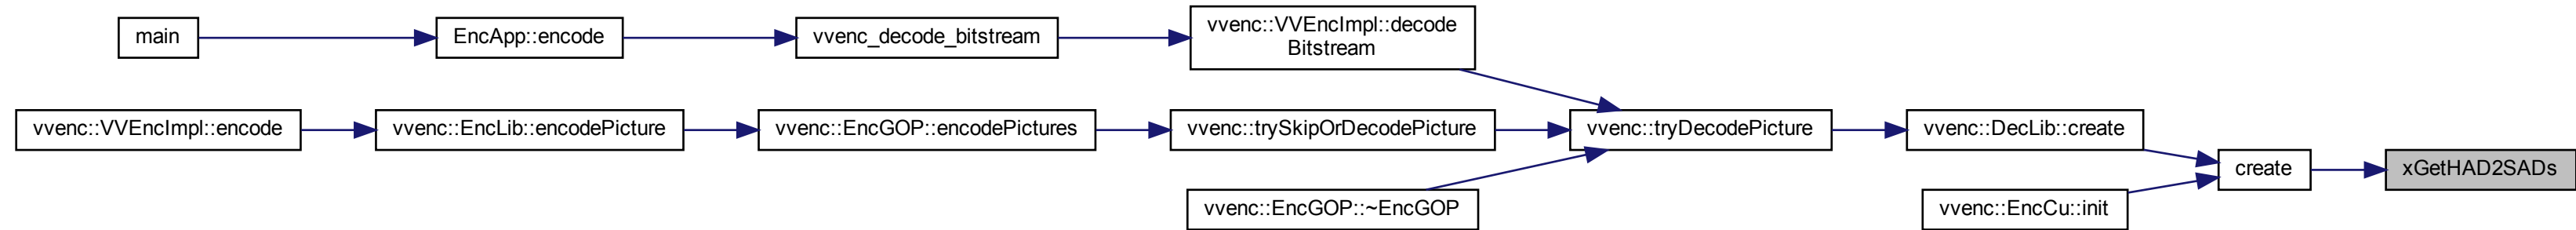 main
EncApp::encode
vvenc_decode_bitstream
vvenc::VVEncImpl::decode
Bitstream
vvenc::VVEncImpl::encode
vvenc::EncLib::encodePicture
vvenc::EncGOP::encodePictures
vvenc::trySkipOrDecodePicture
vvenc::tryDecodePicture
vvenc::DecLib::create
create
xGetHAD2SADs
vvenc::EncGOP::~EncGOP
vvenc::EncCu::init